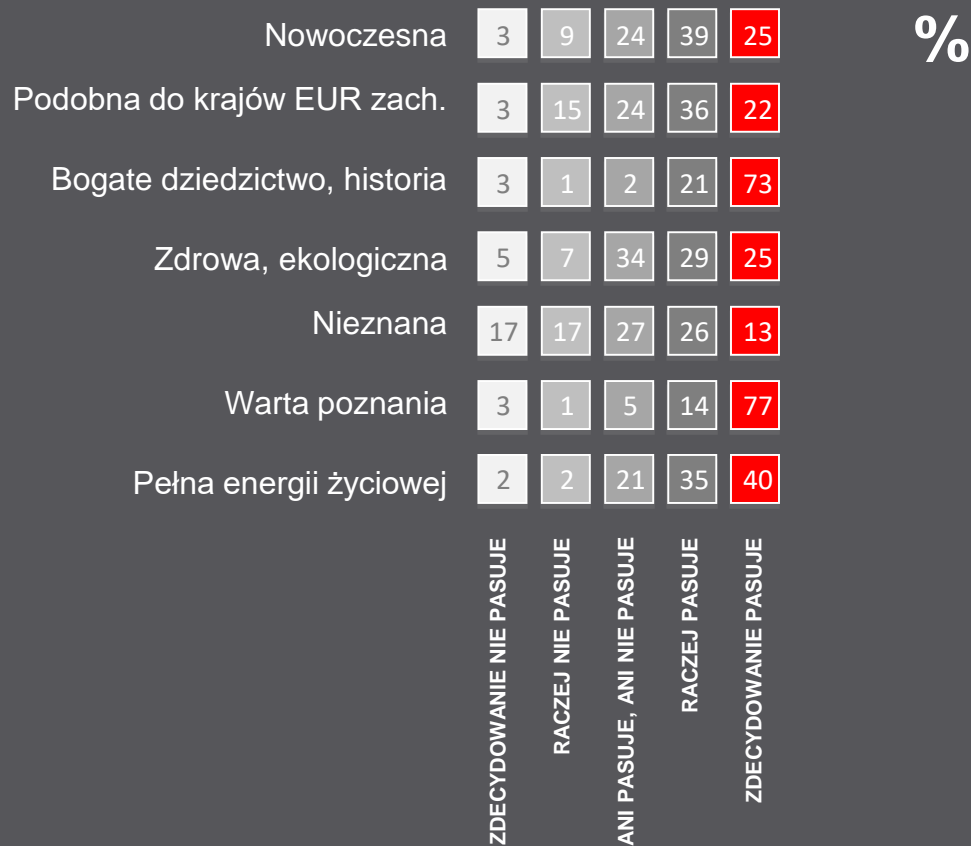 %
Nowoczesna 3 9 24 39 25
Podobna do krajów EUR zach. 3 15 24 36 22
Bogate dziedzictwo, historia 3 1 2 21 73
Zdrowa, ekologiczna 5 7 34 29 25
Nieznana 17 17 27 26 13
Warta poznania 3 1 5 14 77
Pełna energii życiowej 2 2 21 35 40
ZDECYDOWANIE NIE PASUJE
RACZEJ NIE PASUJE
ANI PASUJE, ANI NIE PASUJE
RACZEJ PASUJE
ZDECYDOWANIE PASUJE